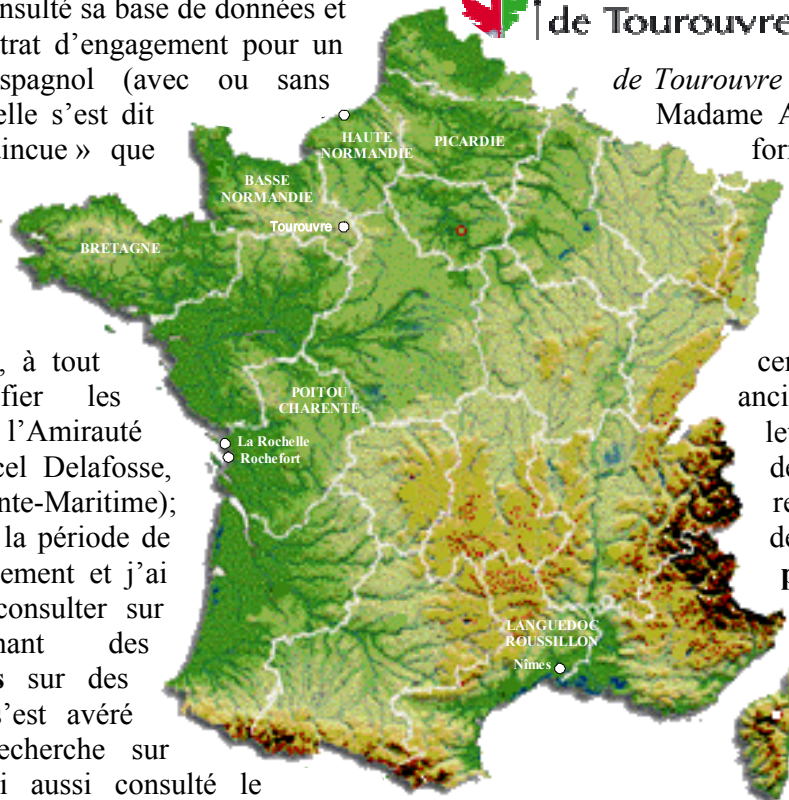 nsulté sa base de données et
trat d’engagement pour un
spagnol (avec ou sans
elle s’est dit
incue » que
de Tourouvre
de Tourouvre
Madame A
for
HAUTE
NORMANDIE
PICARDIE
BASSE
NORMANDIE
Tourouvre
BRETAGNE
, à tout
fier les
l’Amirauté
cel Delafosse,
nte-Maritime);
la période de
ement et j’ai
consulter sur
nant des
s sur des
s’est avéré
echerche sur
i aussi consulté le
POITOU
CHARENTE
La Rochelle
Rochefort
cer
anci
le
de
re
de
p
LANGUEDOC
ROUSSILLON
Nîmes